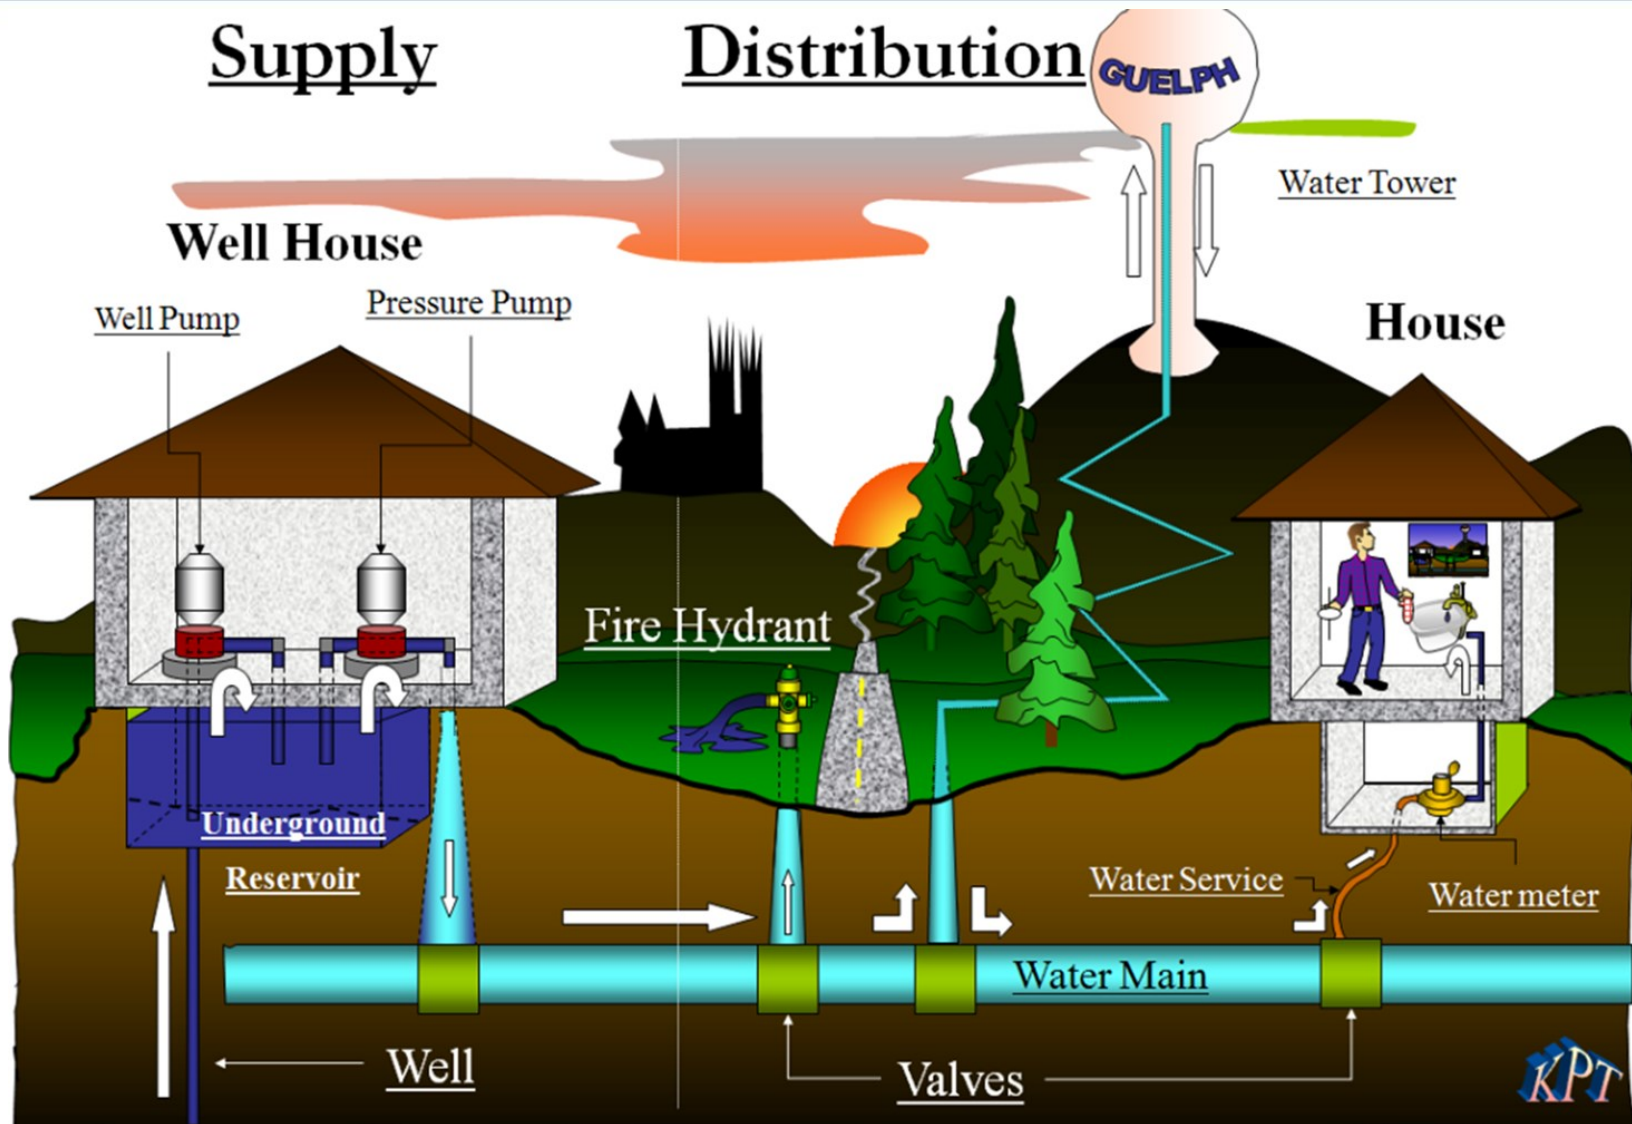 Supply
Distribution
GUELPH
Water Tower
Well House
House
Well Pump
Pressure Pump
Fire Hydrant
Underground
Reservoir
Water Service
Water meter
Water Main
Well
Valves
KPT